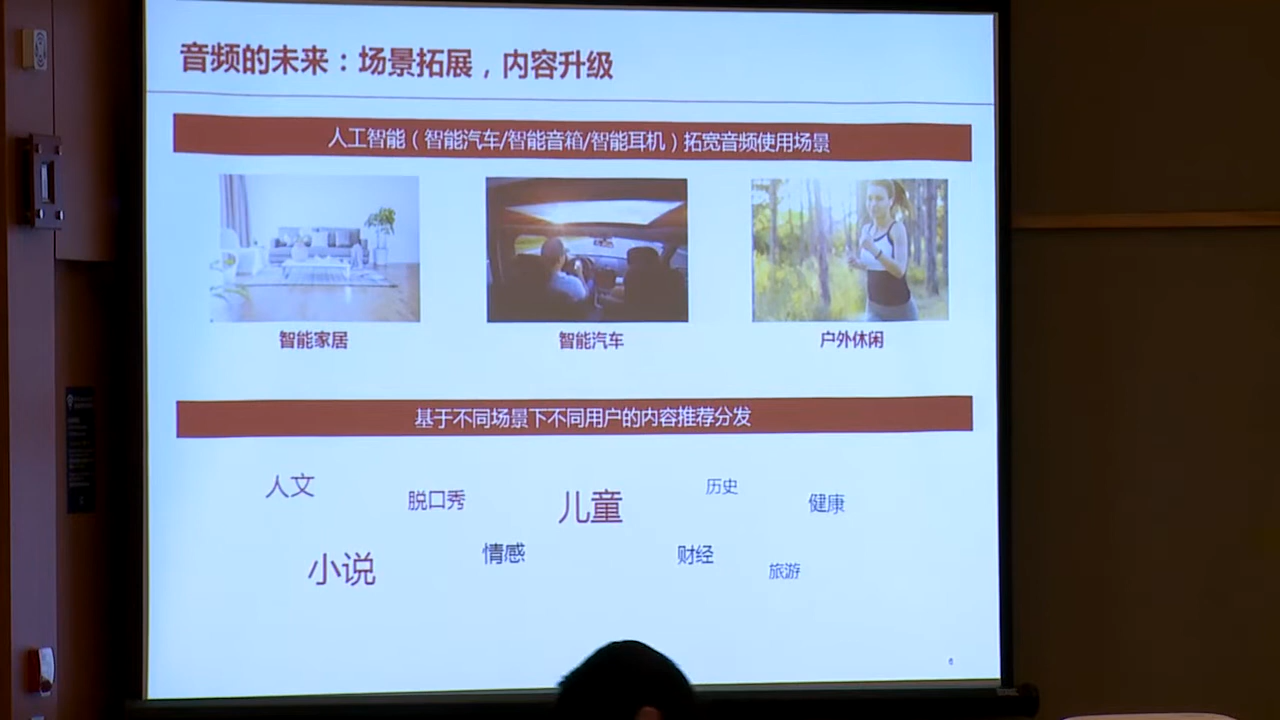 音频的未来：场景拓展，内容升级
人工智能（智能汽车/智能音箱/智能耳机）拓宽音频使用场景
智能家居
智能汽车
户外休闲
基于不同场景下不同用户的内容推荐分发
人文
脱口秀
儿童
历史
健康
小说
情感
财经
旅游
6